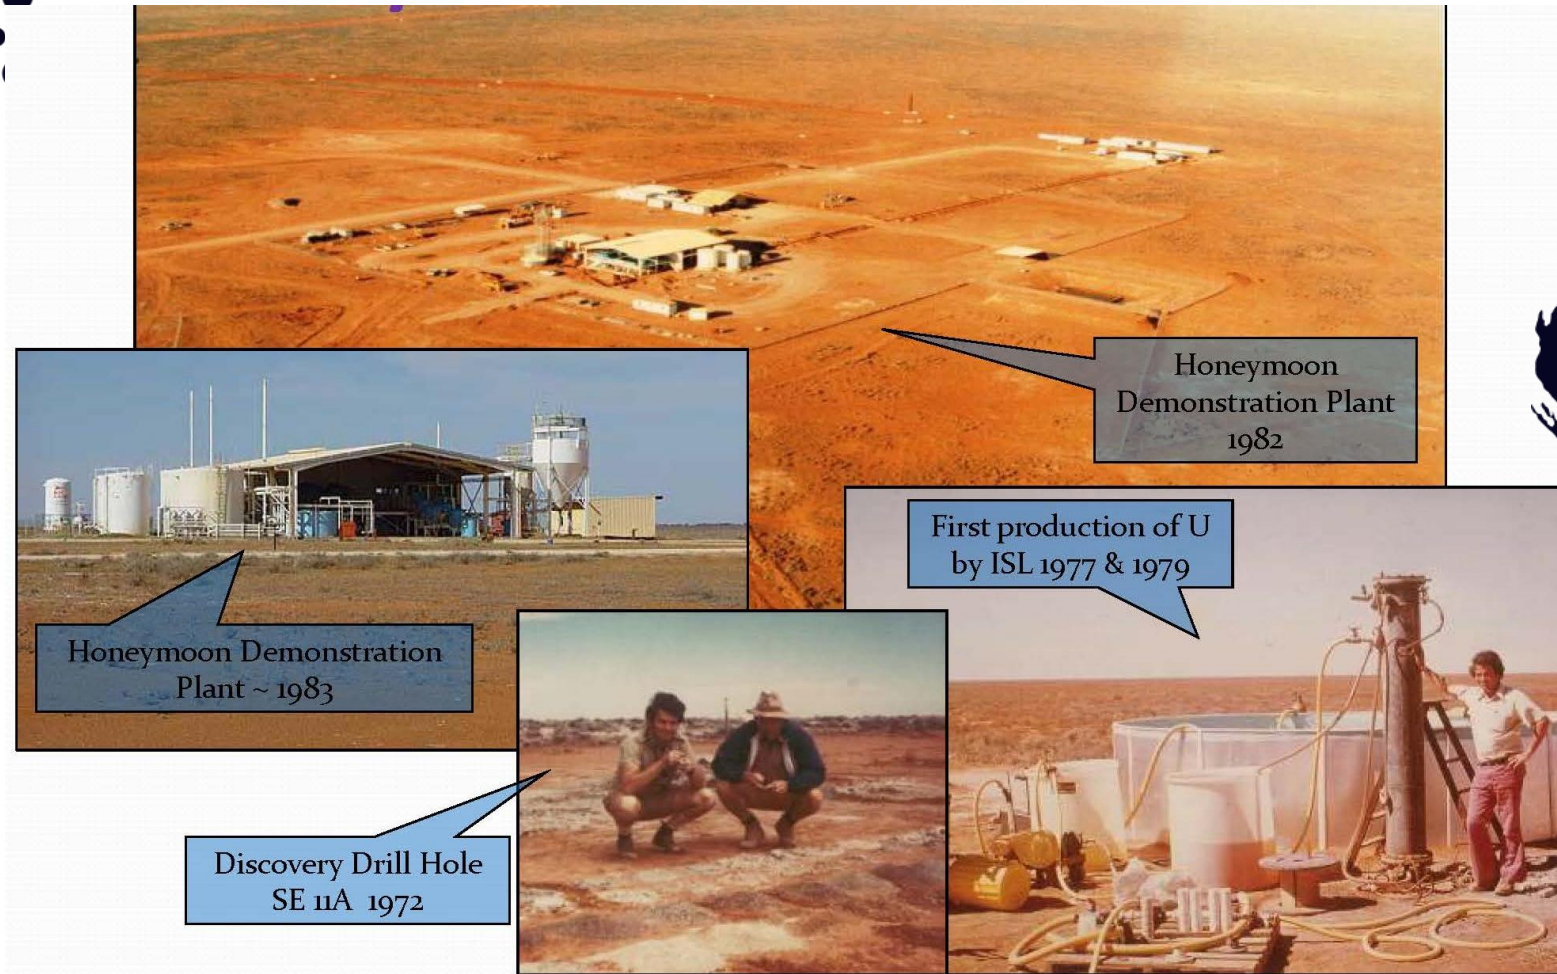 Honeymoon
Demonstration Plant
1982
First production of U
by ISL 1977 & 1979
Honeymoon Demonstration
Plant ~ 1983
Discovery Drill Hole
SE 11A 1972